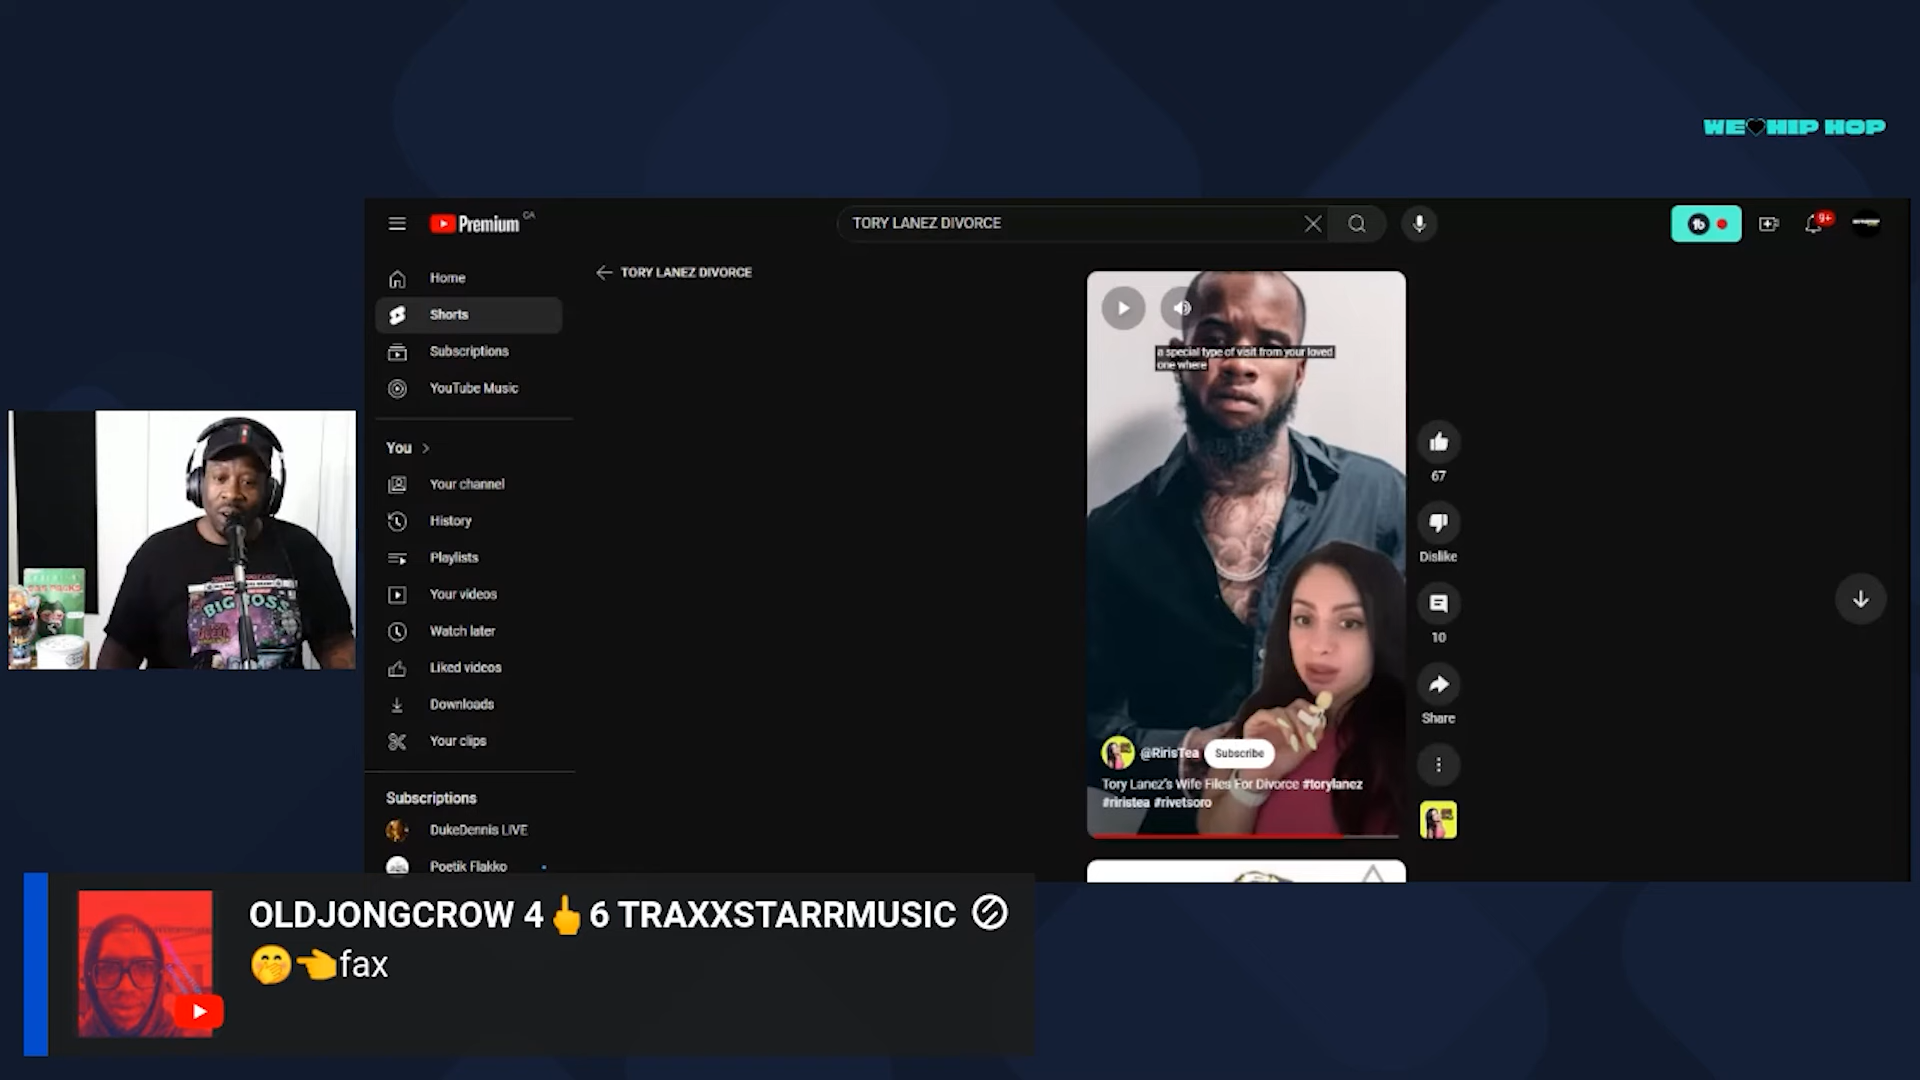 WE🖤HIP HOP
Premium CA
TORY LANEZ DIVORCE
9+
TORY LANEZ DIVORCE
Home
Shorts
Subscriptions
YouTube Music
You
Your channel
History
Playlists
Your videos
Watch later
Liked videos
Downloads
Your clips
Subscriptions
DukeDennis LIVE
Poetik Flakko
a special type of visit from your loved
one where
@RirisTea Subscribe
Tory Lanez's Wife Files For Divorce #torylanez
#riristea #rivetsoro
67
Dislike
10
Share
BIG BOSS
OLDJONGCROW 4🖕6 TRAXXSTARRMUSIC
🤭👈fax